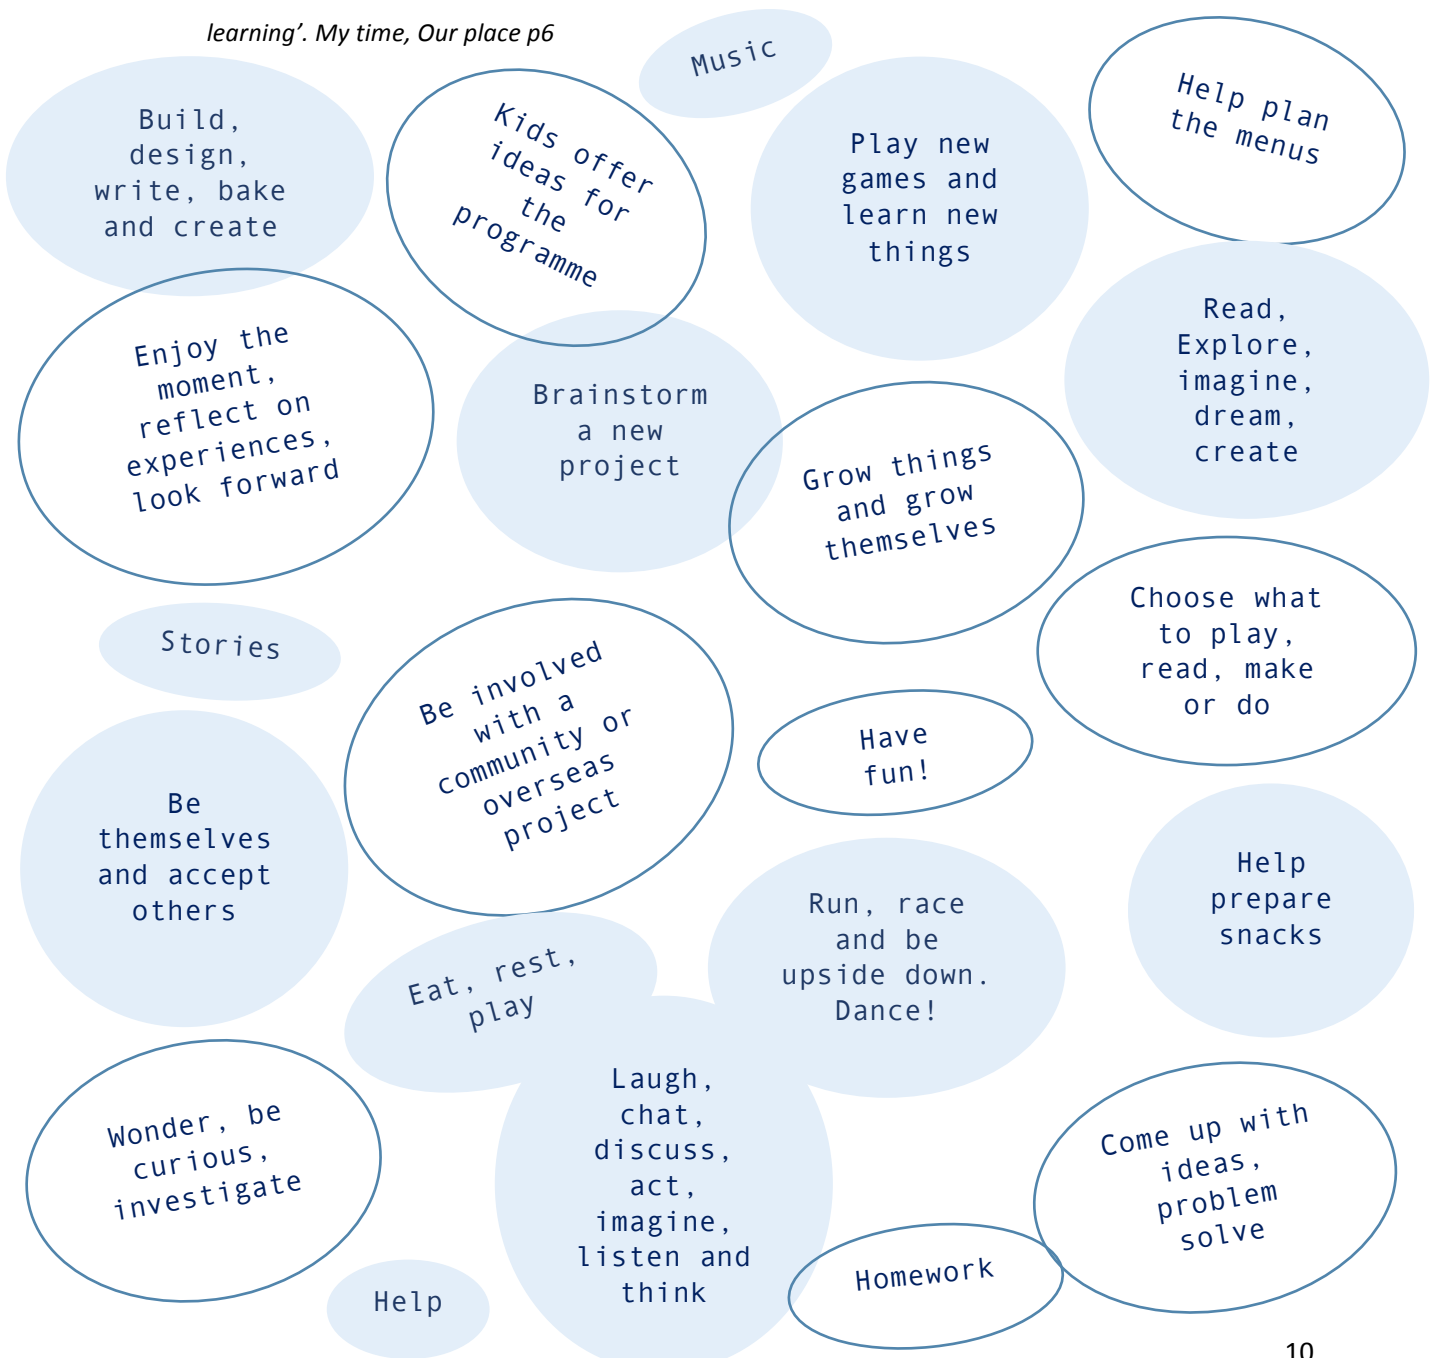 learning’. My time, Our place p6
Music
Build,
design,
write, bake
and create
Kids offer
ideas for
the
programme
Play new
games and
learn new
things
Help plan
the menus
Enjoy the
moment,
reflect on
experiences,
look forward
Brainstorm
a new
project
Grow things
and grow
themselves
Read,
Explore,
imagine,
dream,
create
Stories
Be involved
with a
community or
overseas
project
Have
fun!
Choose what
to play,
read, make
or do
Be
themselves
and accept
others
Eat, rest,
play
Run, race
and be
upside down.
Dance!
Help
prepare
snacks
Wonder, be
curious,
investigate
Laugh,
chat,
discuss,
act,
imagine,
listen and
think
Come up with
ideas,
problem
solve
Help
Homework
10